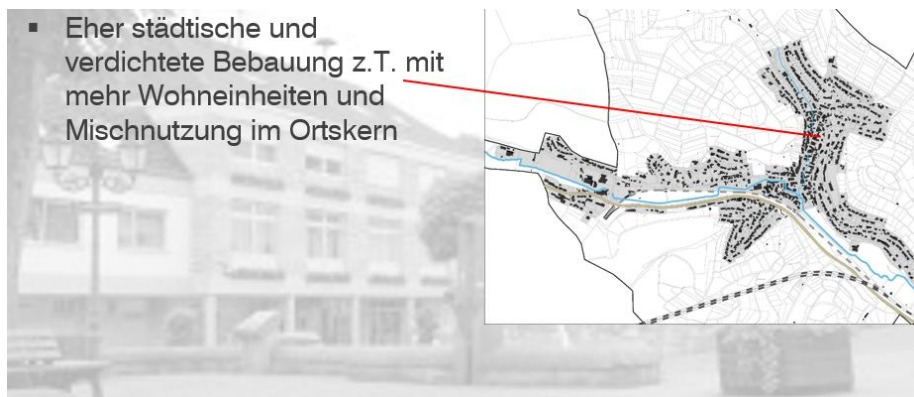 ▪ Eher städtische und
verdichtete Bebauung z.T. mit
mehr Wohneinheiten und
Mischnutzung im Ortskern